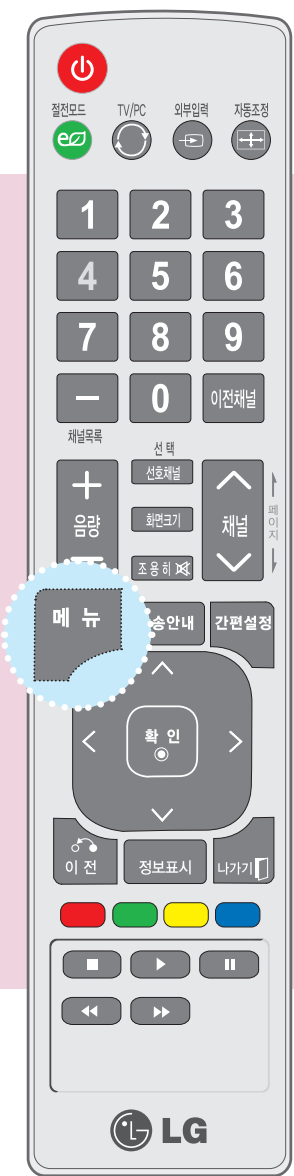 절전모드 TV/PC 외부입력 자동조정
1 2 3
4 5 6
7 8 9
- 0 이전채널
채널목록
선 택
선호채널
음량 화면크기 채널
페이지
조용히
메 뉴 송안내 간편설정
확 인
이 전 정보표시 나가기
LG